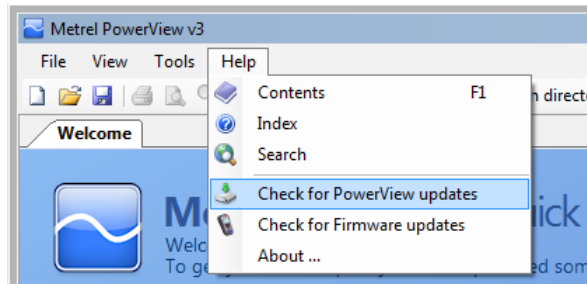 Metrel PowerView v3
File View Tools Help
Contents F1
Index
Search
Check for PowerView updates
Check for Firmware updates
About ...
Welcome